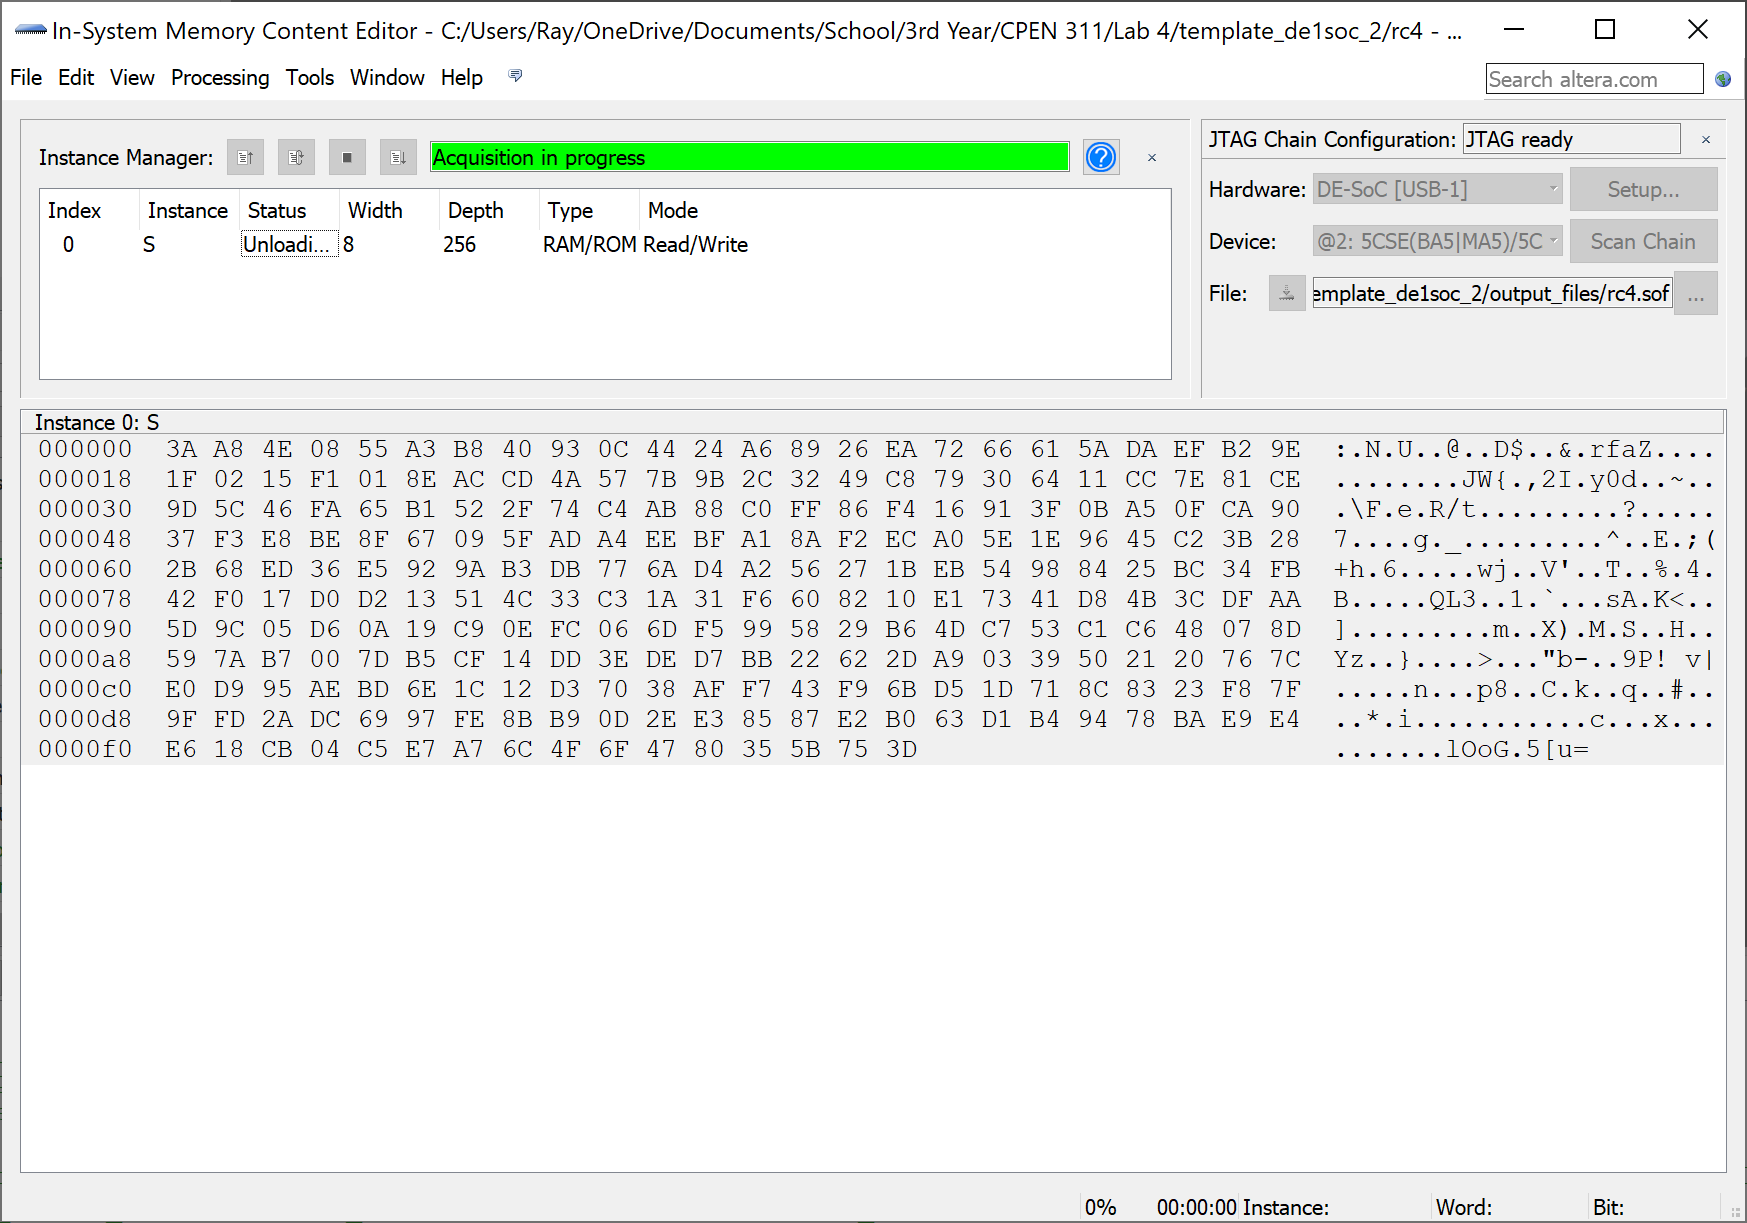 In-System Memory Content Editor - C:/Users/Ray/OneDrive/Documents/School/3rd Year/CPEN 311/Lab 4/template_de1soc_2/rc4 - ...
File Edit View Processing Tools Window Help
Search altera.com
Instance Manager: Acquisition in progress
JTAG Chain Configuration: JTAG ready
Hardware: DE-SoC [USB-1] Setup...
Device: @2: 5CSE(BA5|MA5)/5C Scan Chain
File: emplate_de1soc_2/output_files/rc4.sof ...
Index Instance Status Width Depth Type Mode
0 S Unloadi... 8 256 RAM/ROM Read/Write
Instance 0: S
000000 3A A8 4E 08 55 A3 B8 40 93 0C 44 24 A6 89 26 EA 72 66 61 5A DA EF B2 9E :.N.U..@..D$..&.rfaZ....
000018 1F 02 15 F1 01 8E AC CD 4A 57 7B 9B 2C 32 49 C8 79 30 64 11 CC 7E 81 CE ........JW{.,2I.y0d..~..
000030 9D 5C 46 FA 65 B1 52 2F 74 C4 AB 88 C0 FF 86 F4 16 91 3F 0B A5 0F CA 90 .\F.e.R/t.........?.....
000048 37 F3 E8 BE 8F 67 09 5F AD A4 EE BF A1 8A F2 EC A0 5E 1E 96 45 C2 3B 28 7....g._.........^..E.;(
000060 2B 68 ED 36 E5 92 9A B3 DB 77 6A D4 A2 56 27 1B EB 54 98 84 25 BC 34 FB +h.6.....wj..V'..T..%.4.
000078 42 F0 17 D0 D2 13 51 4C 33 C3 1A 31 F6 60 82 10 E1 73 41 D8 4B 3C DF AA B.....QL3..1.`...sA.K<..
000090 5D 9C 05 D6 0A 19 C9 0E FC 06 6D F5 99 58 29 B6 4D C7 53 C1 C6 48 07 8D ].........m..X).M.S..H..
0000a8 59 7A B7 00 7D B5 CF 14 DD 3E DE D7 BB 22 62 2D A9 03 39 50 21 20 76 7C Yz..}....>..."b-..9P! v|
0000c0 E0 D9 95 AE BD 6E 1C 12 D3 70 38 AF F7 43 F9 6B D5 1D 71 8C 83 23 F8 7F .....n...p8..C.k..q..#..
0000d8 9F FD 2A DC 69 97 FE 8B B9 0D 2E E3 85 87 E2 B0 63 D1 B4 94 78 BA E9 E4 ..*.i...........c...x...
0000f0 E6 18 CB 04 C5 E7 A7 6C 4F 6F 47 80 35 5B 75 3D .......lOoG.5[u=
0% 00:00:00 Instance: Word: Bit: